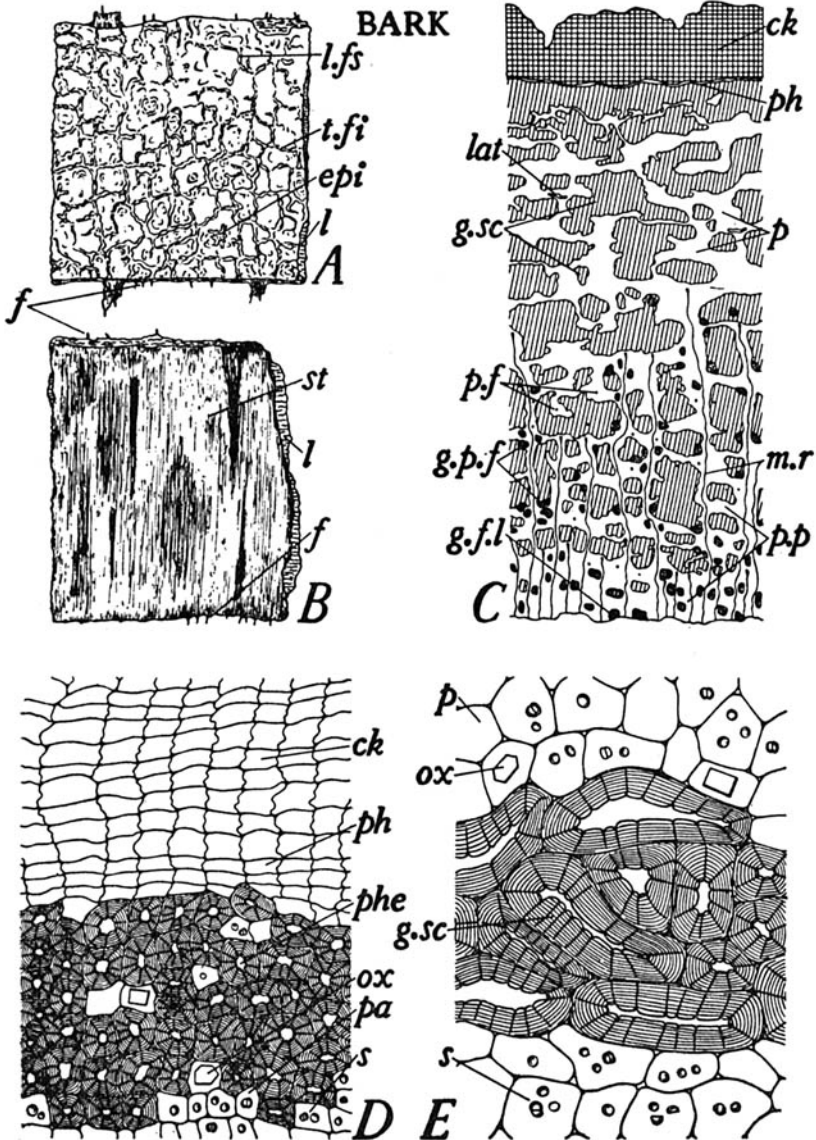 BARK
l.fs
t.fi
epi
l
A
f
st
l
f
B
ck
ph
lat
g.sc
p
p.f
g.p.f
m.r
g.f.l
p.p
C
ck
ph
phe
ox
pa
s
D
p
ox
g.sc
s
E